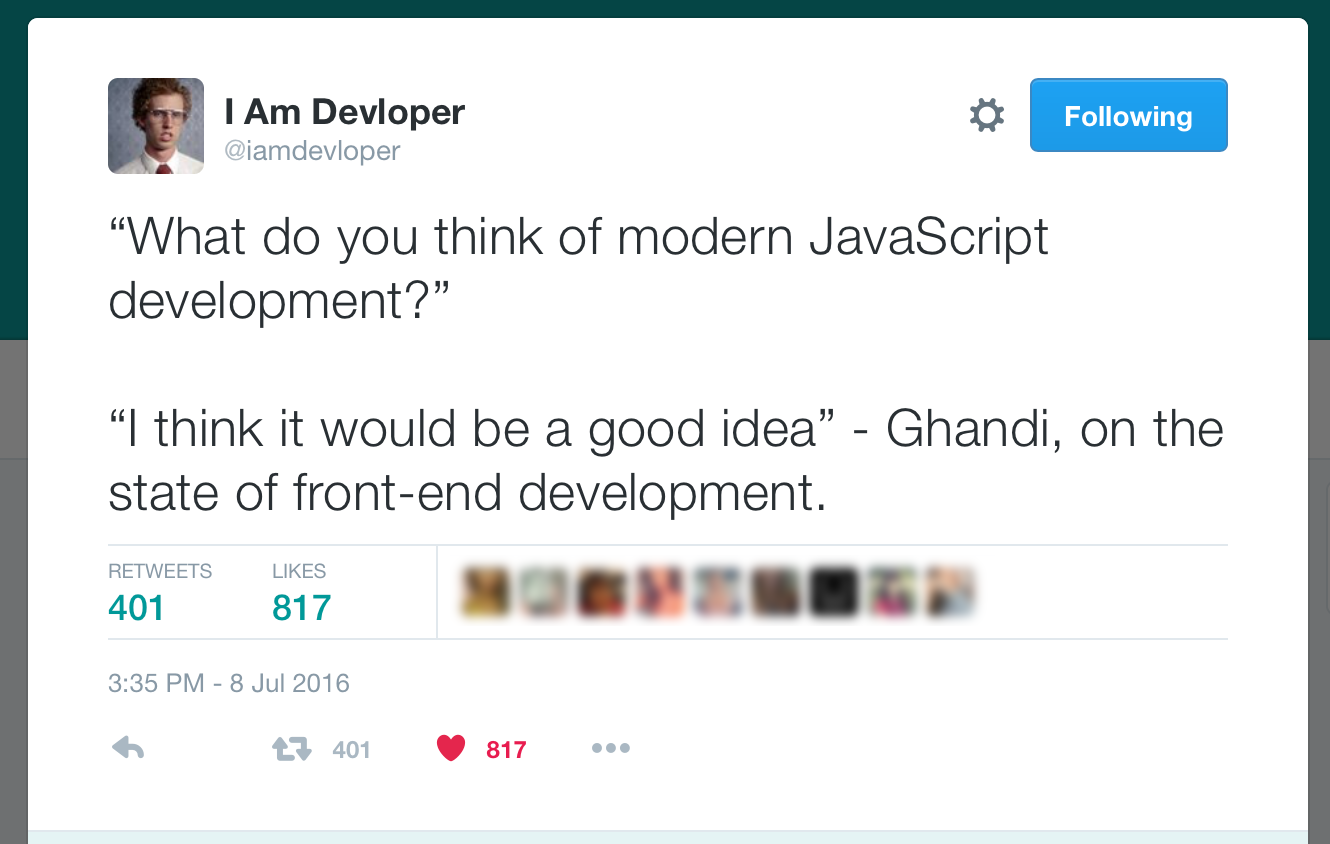 I Am Devloper
@iamdevloper
Following
“What do you think of modern JavaScript
development?”
“I think it would be a good idea” - Ghandi, on the
state of front-end development.
RETWEETS
LIKES
401
817
3:35 PM - 8 Jul 2016
401
817